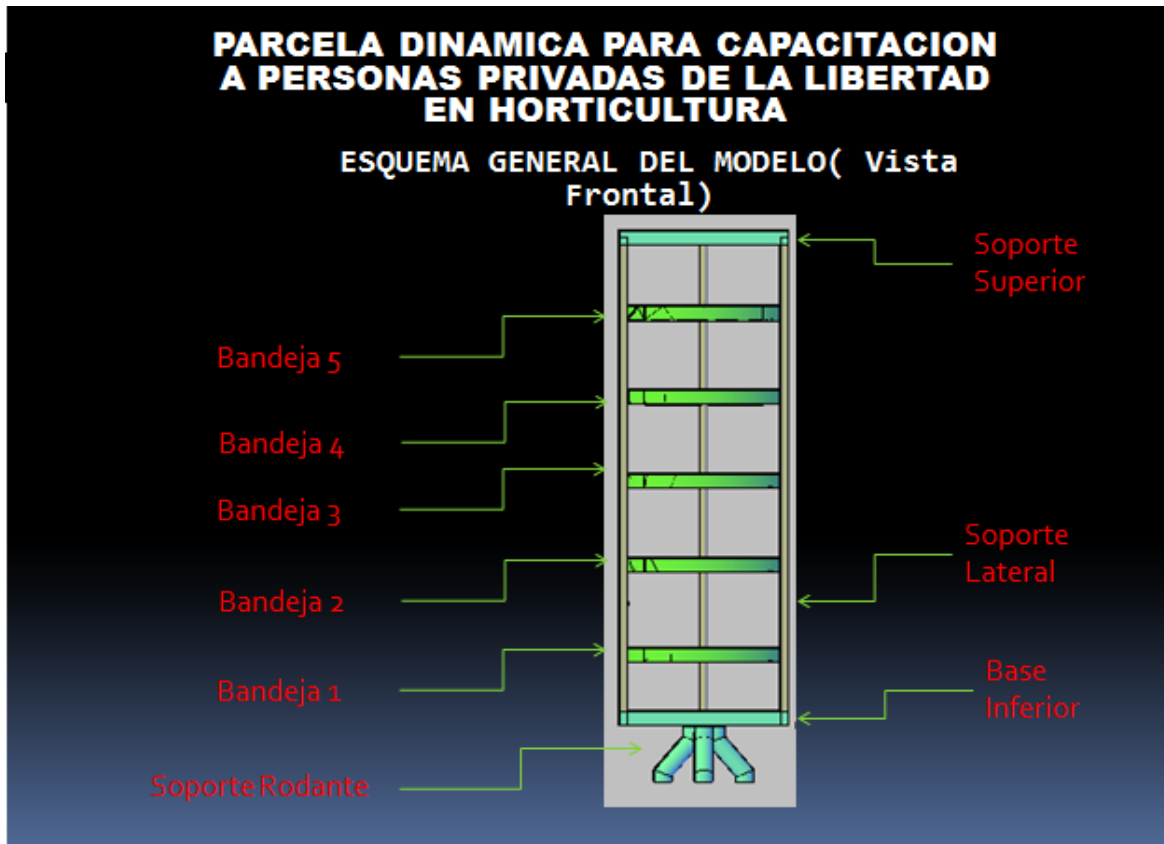 PARCELA DINAMICA PARA CAPACITACION
A PERSONAS PRIVADAS DE LA LIBERTAD
EN HORTICULTURA
ESQUEMA GENERAL DEL MODELO( Vista
Frontal)
Soporte
Superior
Bandeja 5
Bandeja 4
Bandeja 3
Soporte
Lateral
Bandeja 2
Bandeja 1
Base
Inferior
Soporte Rodante